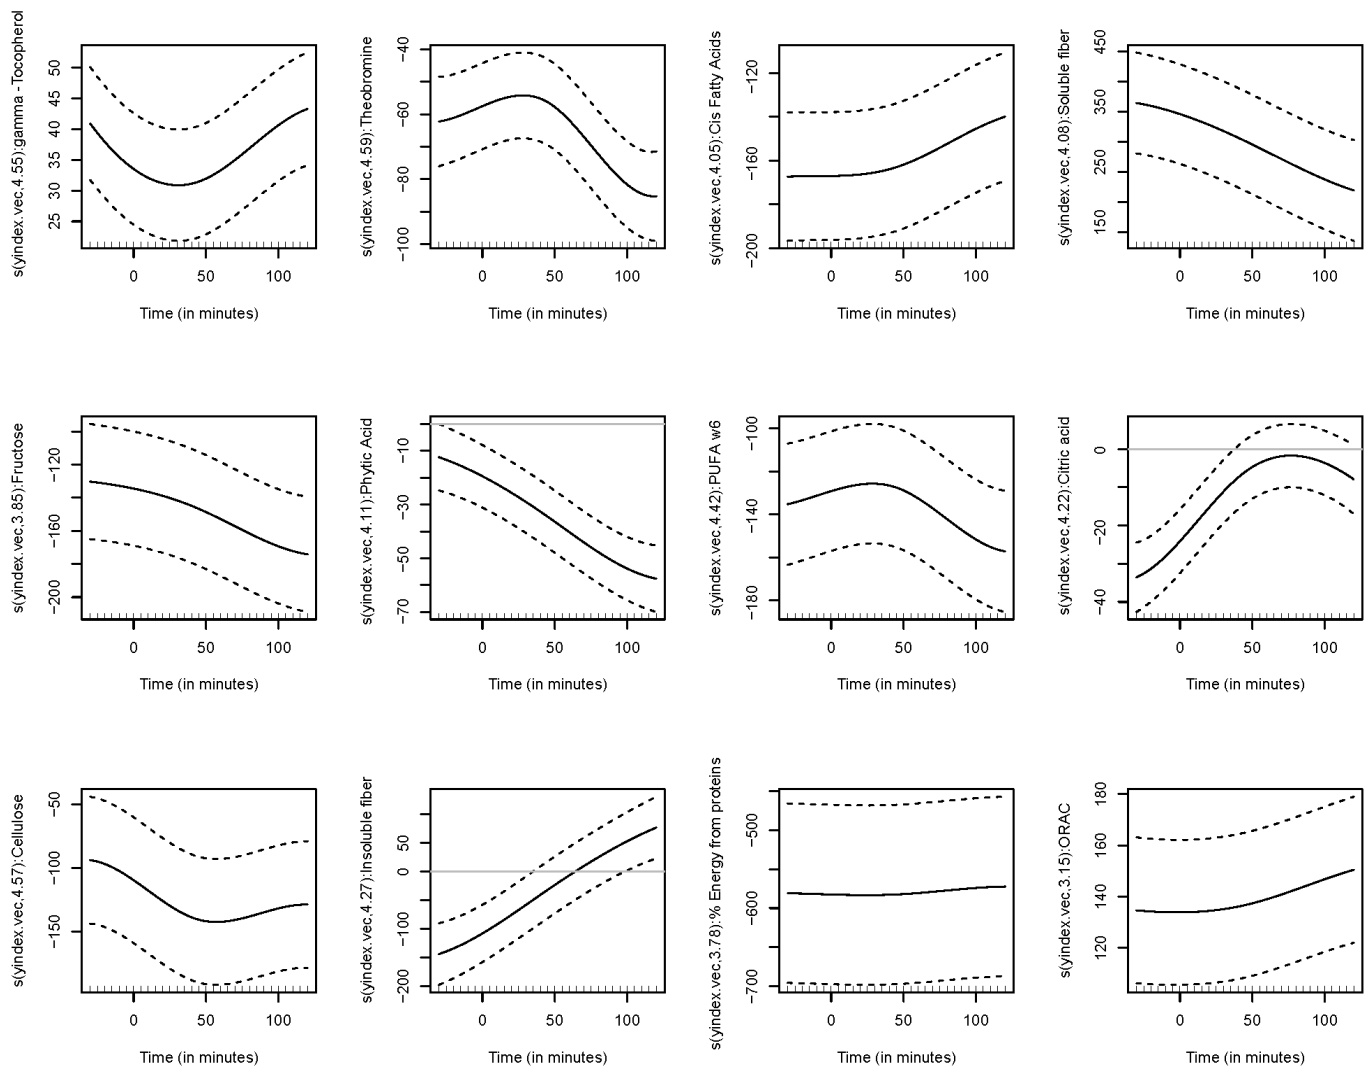 s(yindex.vec,4.55):gamma -Tocopherol
25 30 35 40 45 50
0 50 100
Time (in minutes)
s(yindex.vec,4.59):Theobromine
-100 -80 -60 -40
0 50 100
Time (in minutes)
s(yindex.vec,4.05):Cis Fatty Acids
-200 -160 -120
0 50 100
Time (in minutes)
s(yindex.vec,4.08):Soluble fiber
150 250 350 450
0 50 100
Time (in minutes)
s(yindex.vec,3.85):Fructose
-200 -160 -120
0 50 100
Time (in minutes)
s(yindex.vec,4.11):Phytic Acid
-70 -50 -30 -10
0 50 100
Time (in minutes)
s(yindex.vec,4.42):PUFA w6
-180 -140 -100
0 50 100
Time (in minutes)
s(yindex.vec,4.22):Citric acid
-40 -20 0
0 50 100
Time (in minutes)
s(yindex.vec,4.57):Cellulose
-150 -100 -50
0 50 100
Time (in minutes)
s(yindex.vec,4.27):Insoluble fiber
-200 -100 0 50
0 50 100
Time (in minutes)
s(yindex.vec,3.78):% Energy from proteins
-700 -600 -500
0 50 100
Time (in minutes)
s(yindex.vec,3.15):ORAC
120 140 160 180
0 50 100
Time (in minutes)